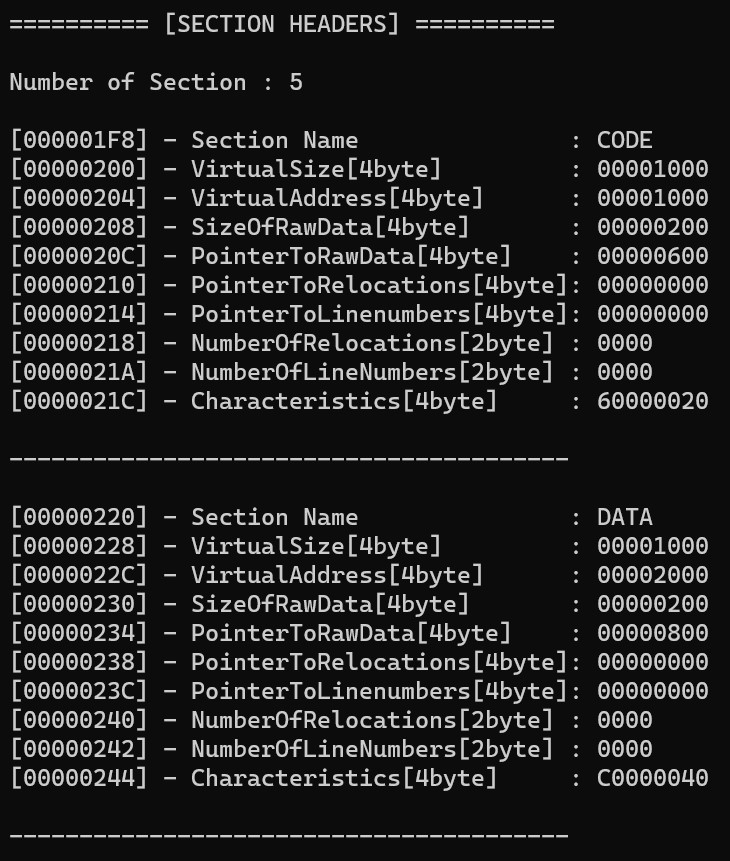 ========== [SECTION HEADERS] ==========
Number of Section : 5
[000001F8] - Section Name               : CODE
[00000200] - VirtualSize[4byte]         : 00001000
[00000204] - VirtualAddress[4byte]      : 00001000
[00000208] - SizeOfRawData[4byte]       : 00000200
[0000020C] - PointerToRawData[4byte]    : 00000600
[00000210] - PointerToRelocations[4byte]: 00000000
[00000214] - PointerToLinenumbers[4byte]: 00000000
[00000218] - NumberOfRelocations[2byte] : 0000
[0000021A] - NumberOfLineNumbers[2byte] : 0000
[0000021C] - Characteristics[4byte]     : 60000020
----------------------------------------
[00000220] - Section Name               : DATA
[00000228] - VirtualSize[4byte]         : 00001000
[0000022C] - VirtualAddress[4byte]      : 00002000
[00000230] - SizeOfRawData[4byte]       : 00000200
[00000234] - PointerToRawData[4byte]    : 00000800
[00000238] - PointerToRelocations[4byte]: 00000000
[0000023C] - PointerToLinenumbers[4byte]: 00000000
[00000240] - NumberOfRelocations[2byte] : 0000
[00000242] - NumberOfLineNumbers[2byte] : 0000
[00000244] - Characteristics[4byte]     : C0000040
----------------------------------------